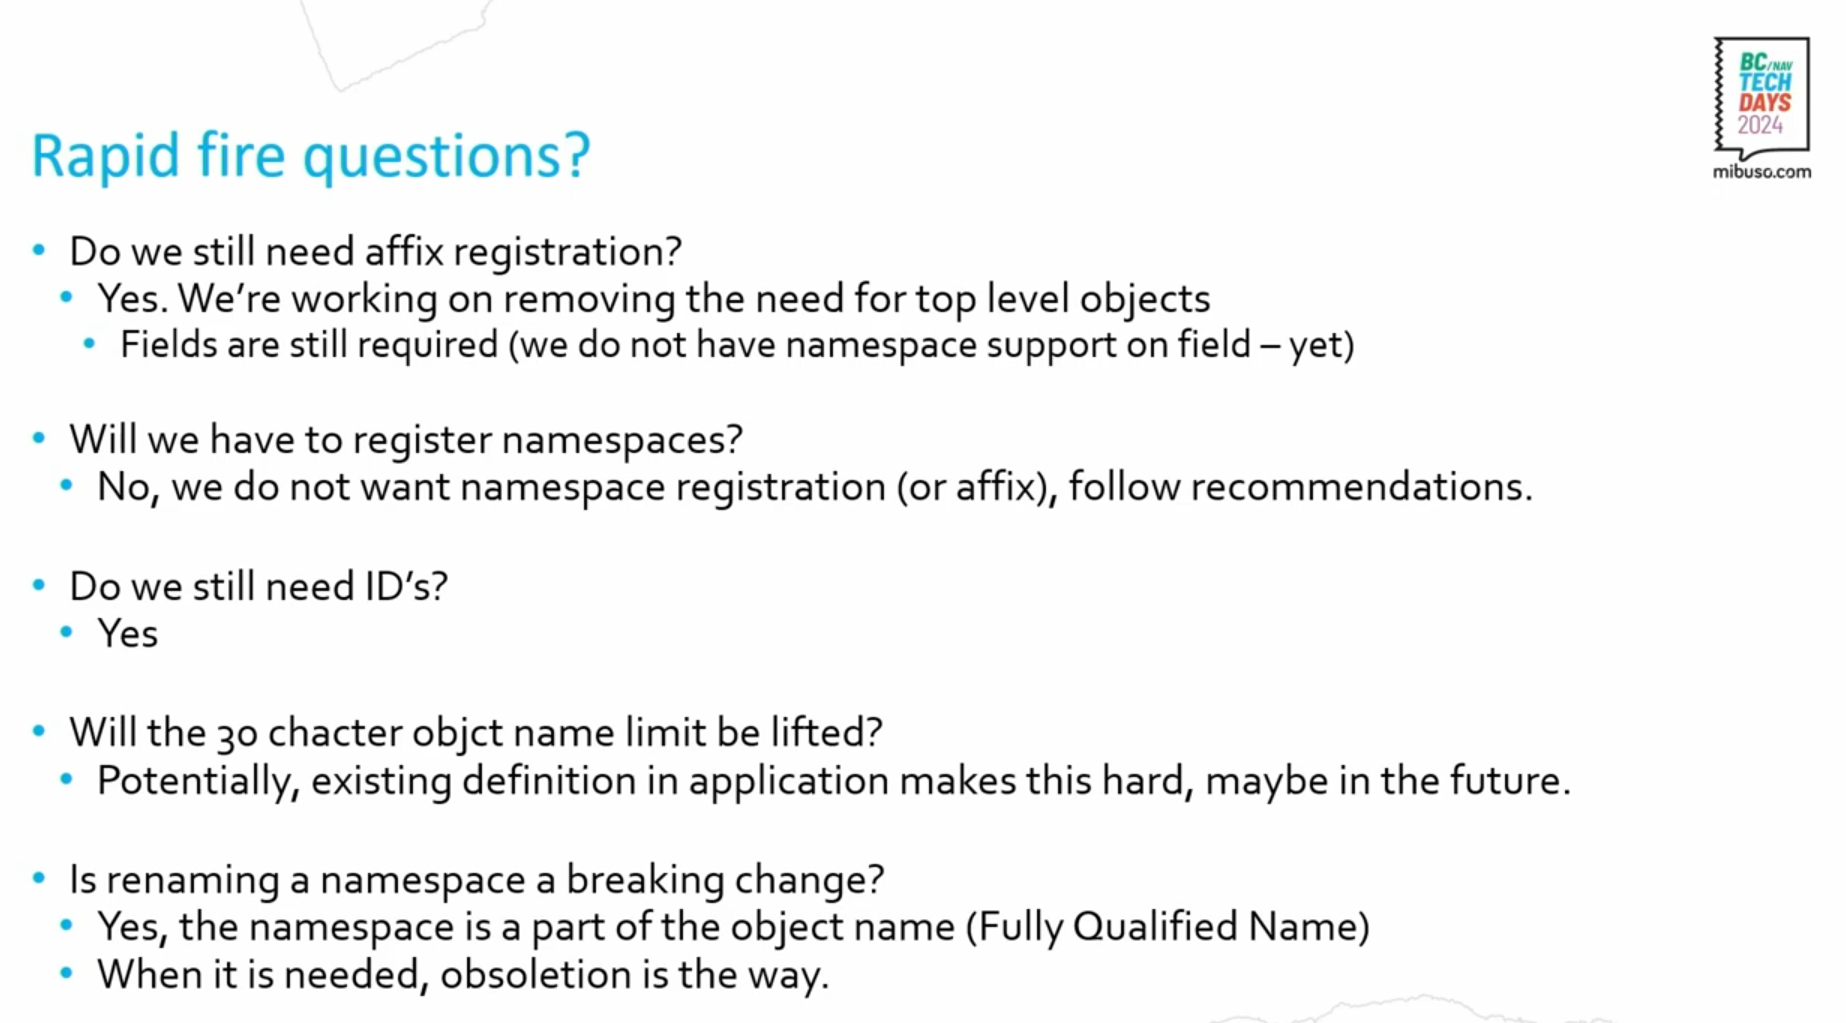 BC/NAV
TECH
DAYS
2024
mibuso.com
Rapid fire questions?
• Do we still need affix registration?
• Yes. We're working on removing the need for top level objects
• Fields are still required (we do not have namespace support on field – yet)
• Will we have to register namespaces?
• No, we do not want namespace registration (or affix), follow recommendations.
• Do we still need ID's?
• Yes
• Will the 30 chacter objct name limit be lifted?
• Potentially, existing definition in application makes this hard, maybe in the future.
• Is renaming a namespace a breaking change?
• Yes, the namespace is a part of the object name (Fully Qualified Name)
• When it is needed, obsoletion is the way.